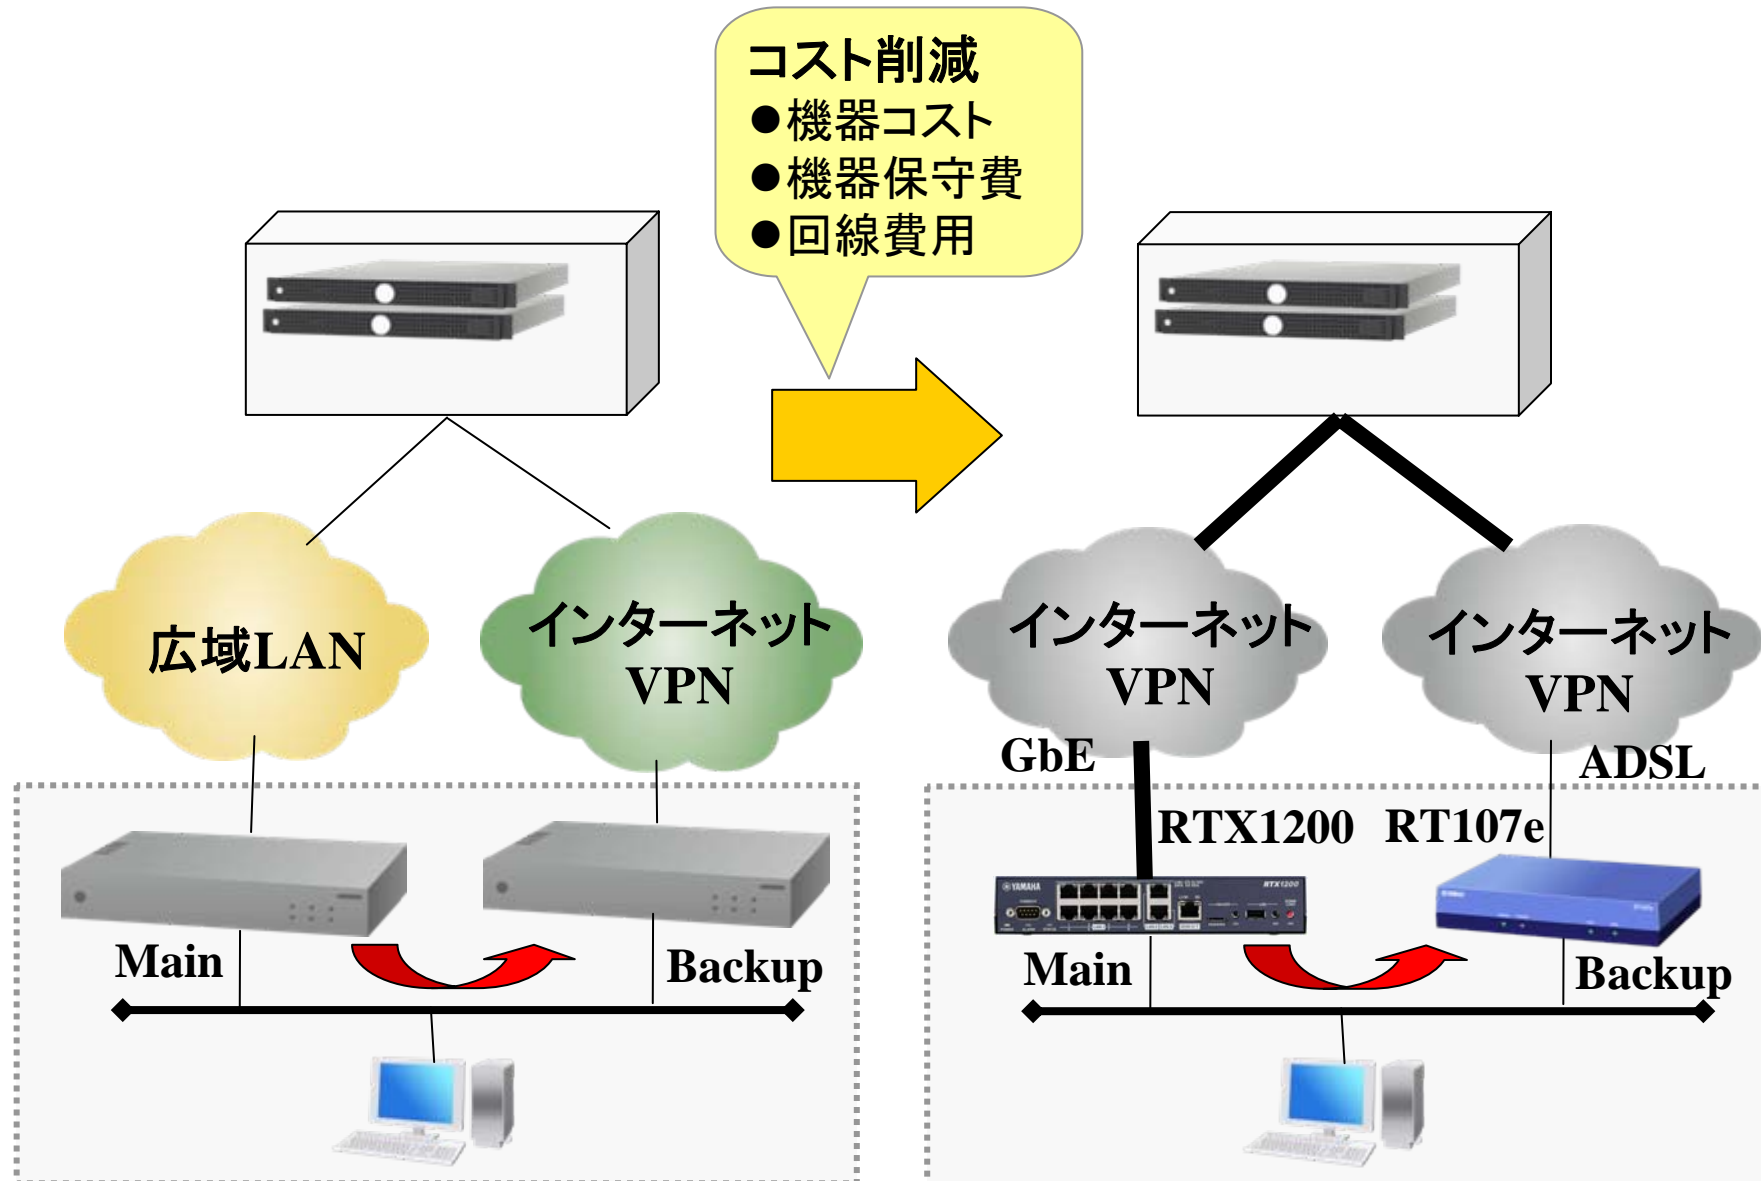 コスト削減
●機器コスト
●機器保守費
●回線費用
広域LAN
インターネット
VPN
Main
Backup
インターネット
VPN
インターネット
VPN
GbE
ADSL
RTX1200
RT107e
YAMAHA
RTX1200
Main
Backup